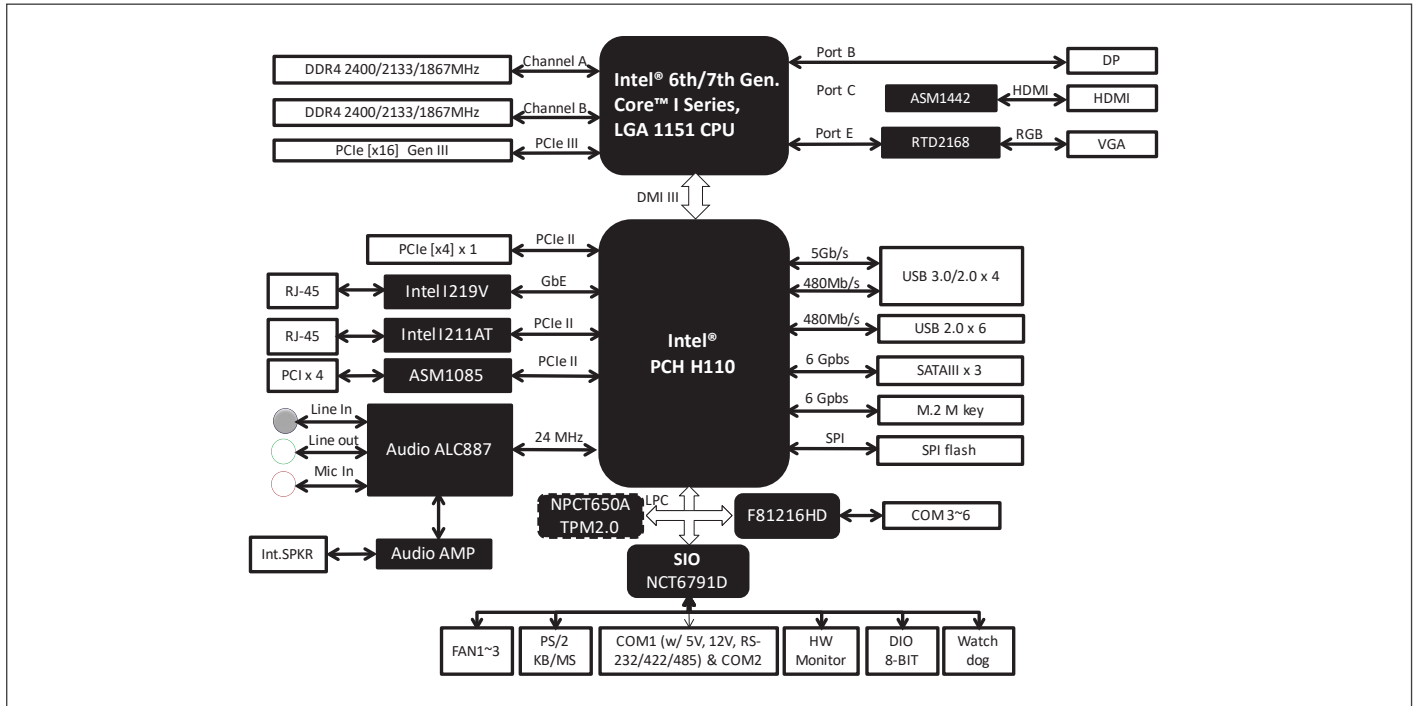 DDR4 2400/2133/1867MHz
Channel A
DDR4 2400/2133/1867MHz
Channel B
PCIe [x16] Gen III
PCIe III
Intel® 6th/7th Gen.
Core™ I Series,
LGA 1151 CPU
Port B
DP
Port C
ASM1442
HDMI
HDMI
Port E
RTD2168
RGB
VGA
DMI III
PCIe [x4] x 1
PCIe II
RJ-45
Intel I219V
GbE
RJ-45
Intel I211AT
PCIe II
PCI x 4
ASM1085
PCIe II
Line In
Line out
Mic In
Audio ALC887
24 MHz
Int.SPKR
Audio AMP
Intel®
PCH H110
5Gb/s
480Mb/s
USB 3.0/2.0 x 4
480Mb/s
USB 2.0 x 6
6 Gpbs
SATAIII x 3
6 Gpbs
M.2 M key
SPI
SPI flash
NPCT650A
TPM2.0
LPC
F81216HD
COM 3~6
SIO
NCT6791D
FAN1~3
PS/2
KB/MS
COM1 (w/ 5V, 12V, RS-
232/422/485) & COM2
HW
Monitor
DIO
8-BIT
Watch
dog